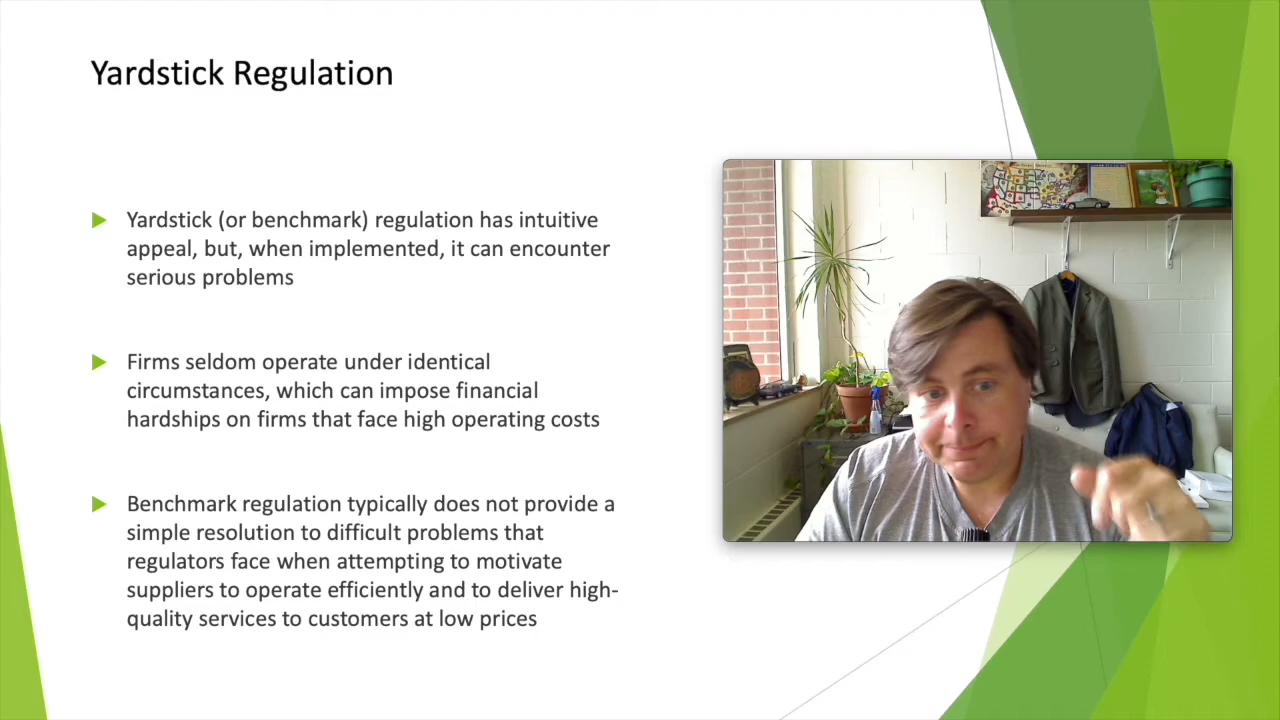 Yardstick Regulation
Yardstick (or benchmark) regulation has intuitive
appeal, but, when implemented, it can encounter
serious problems
Firms seldom operate under identical
circumstances, which can impose financial
hardships on firms that face high operating costs
Benchmark regulation typically does not provide a
simple resolution to difficult problems that
regulators face when attempting to motivate
suppliers to operate efficiently and to deliver high-
quality services to customers at low prices